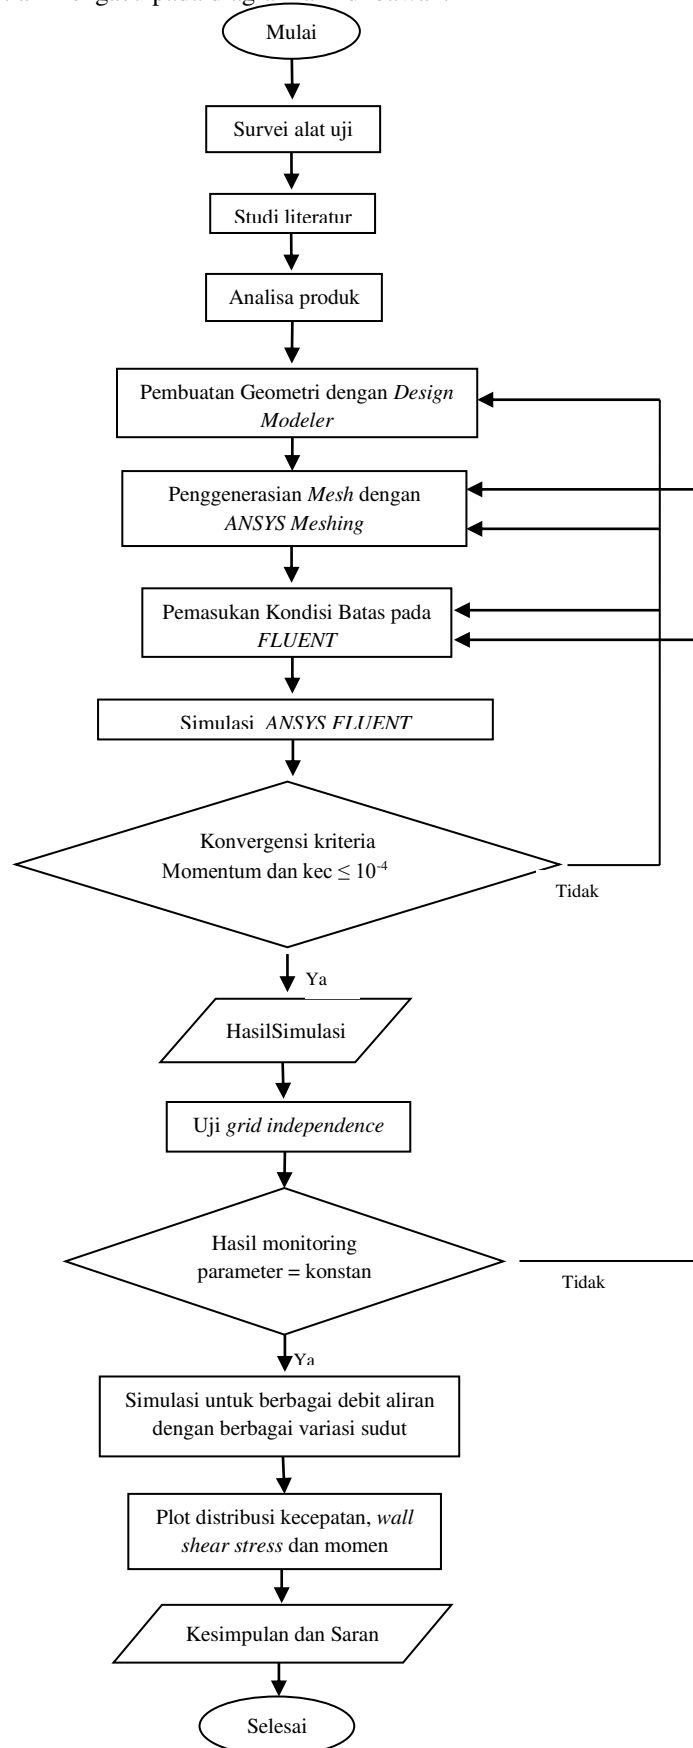 Mulai
Survei alat uji
Studi literatur
Analisa produk
Pembuatan Geometri dengan Design
Modeler
Penggenerasian Mesh dengan
ANSYS Meshing
Pemasukan Kondisi Batas pada
FLUENT
Simulasi ANSYS FLUENT
Konvergensi kriteria
Momentum dan kec ≤ 10⁻⁴
Tidak
Ya
HasilSimulasi
Uji grid independence
Hasil monitoring
parameter = konstan
Tidak
Ya
Simulasi untuk berbagai debit aliran
dengan berbagai variasi sudut
Plot distribusi kecepatan, wall
shear stress dan momen
Kesimpulan dan Saran
Selesai